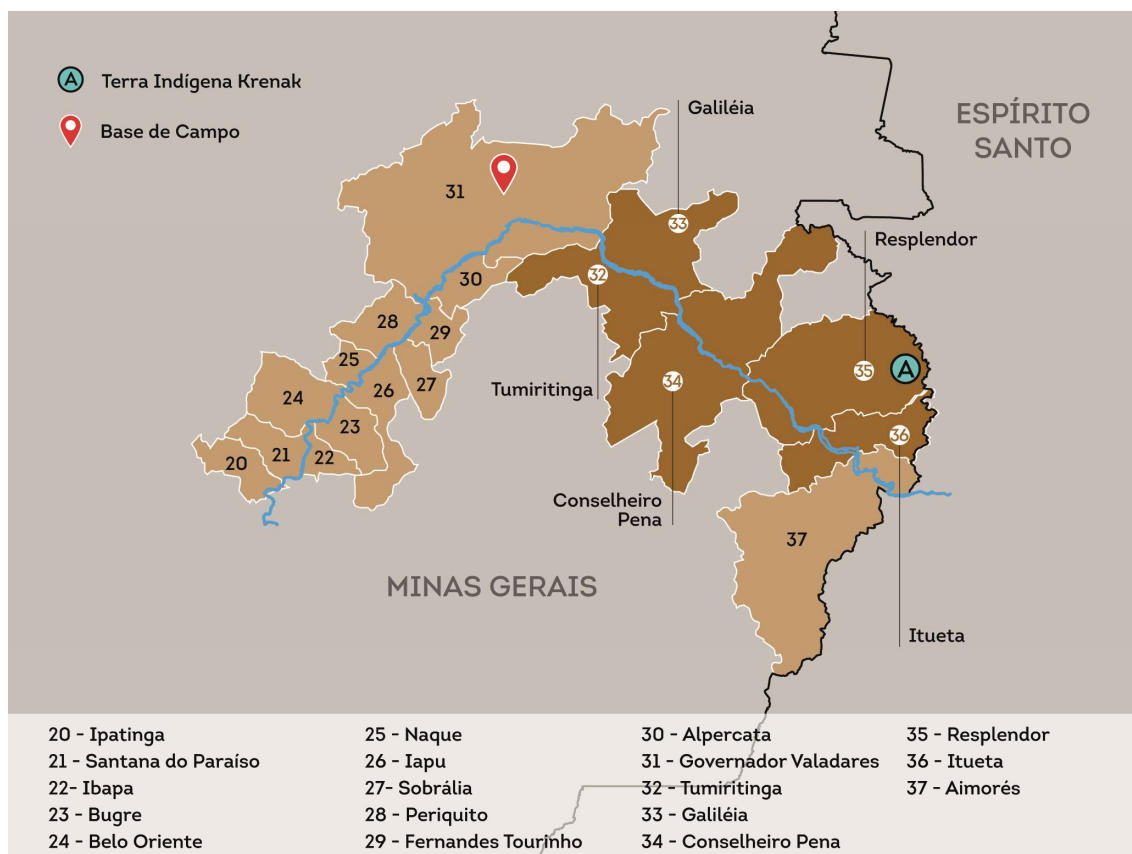 A Terra Indígena Krenak
Base de Campo
Galiléia
ESPÍRITO
SANTO
31
33
Resplendor
32
30
28
29
25
Tumiritinga
26
27
34
35
A
24
23
36
21
22
20
Conselheiro
Pena
37
MINAS GERAIS
Itueta
20 - Ipatinga
21 - Santana do Paraíso
22- Ibapa
23 - Bugre
24 - Belo Oriente
25 - Naque
26 - Iapu
27- Sobrália
28 - Periquito
29 - Fernandes Tourinho
30 - Alpercata
31 - Governador Valadares
32 - Tumiritinga
33 - Galiléia
34 - Conselheiro Pena
35 - Resplendor
36 - Itueta
37 - Aimorés